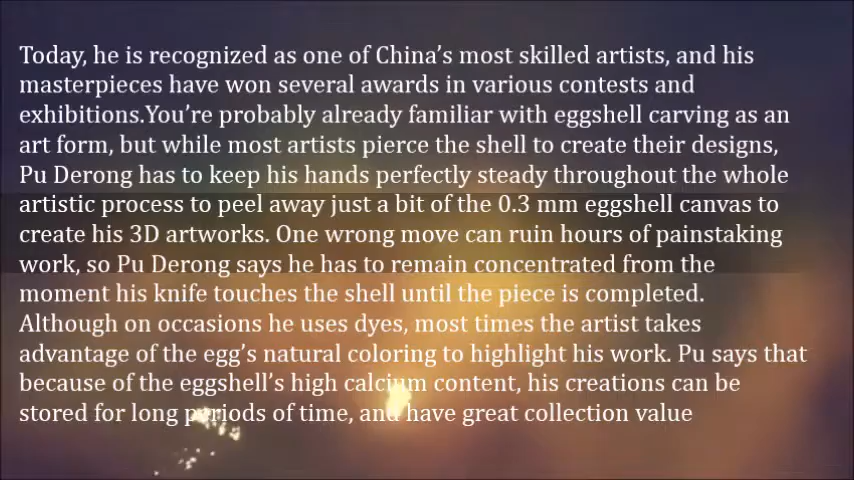 Today, he is recognized as one of China’s most skilled artists, and his
masterpieces have won several awards in various contests and
exhibitions.You’re probably already familiar with eggshell carving as an
art form, but while most artists pierce the shell to create their designs,
Pu Derong has to keep his hands perfectly steady throughout the whole
artistic process to peel away just a bit of the 0.3 mm eggshell canvas to
create his 3D artworks. One wrong move can ruin hours of painstaking
work, so Pu Derong says he has to remain concentrated from the
moment his knife touches the shell until the piece is completed.
Although on occasions he uses dyes, most times the artist takes
advantage of the egg’s natural coloring to highlight his work. Pu says that
because of the eggshell’s high calcium content, his creations can be
stored for long periods of time, and have great collection value